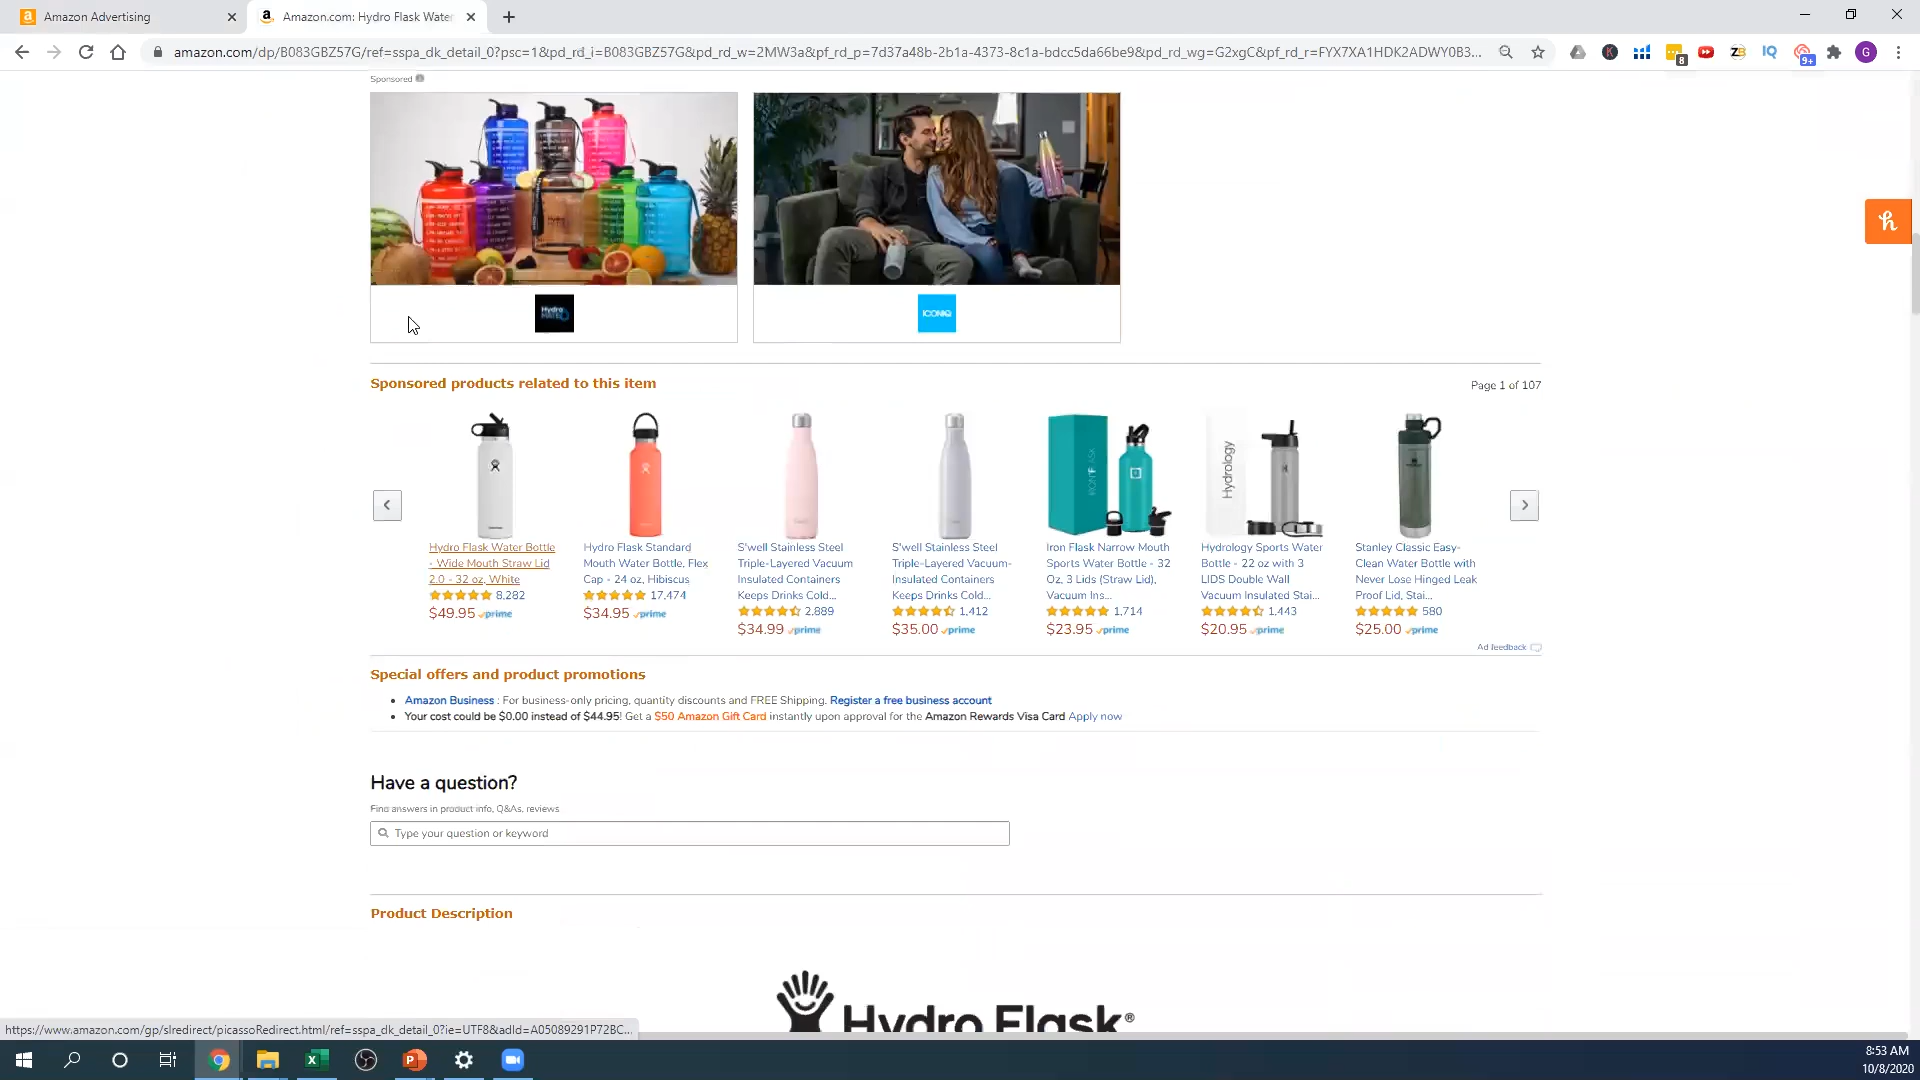 Amazon Advertising
Amazon.com: Hydro Flask Water
amazon.com/dp/B083GBZ57G/ref=sspa_dk_detail_0?psc=1&pd_rd_i=B083GBZ57G&pd_rd_w=2MW3a&pf_rd_p=7d37a48b-2b1a-4373-8c1a-bdcc5da66be9&pd_rd_wg=G2xgC&pf_rd_r=FYX7XA1HDK2ADWY0B3...
K
8
ZB
IQ
9+
G
Sponsored
Hydro
MATE
ICONIQ
Sponsored products related to this item
Page 1 of 107
IRON FLASK
Hydrology
Hydro Flask Water Bottle
- Wide Mouth Straw Lid
2.0 - 32 oz, White
8,282
$49.95 prime
Hydro Flask Standard
Mouth Water Bottle, Flex
Cap - 24 oz, Hibiscus
17,474
$34.95 prime
S'well Stainless Steel
Triple-Layered Vacuum
Insulated Containers
Keeps Drinks Cold...
2,889
$34.99 prime
S'well Stainless Steel
Triple-Layered Vacuum-
Insulated Containers
Keeps Drinks Cold...
1,412
$35.00 prime
Iron Flask Narrow Mouth
Sports Water Bottle - 32
Oz, 3 Lids (Straw Lid),
Vacuum Ins...
1,714
$23.95 prime
Hydrology Sports Water
Bottle - 22 oz with 3
LIDS Double Wall
Vacuum Insulated Stai...
1,443
$20.95 prime
Stanley Classic Easy-
Clean Water Bottle with
Never Lose Hinged Leak
Proof Lid, Stai...
580
$25.00 prime
Ad feedback
Special offers and product promotions
Amazon Business : For business-only pricing, quantity discounts and FREE Shipping. Register a free business account
Your cost could be $0.00 instead of $44.95! Get a $50 Amazon Gift Card instantly upon approval for the Amazon Rewards Visa Card Apply now
Have a question?
Find answers in product info, Q&As, reviews
Type your question or keyword
Product Description
Hydro Flask®
https://www.amazon.com/gp/slredirect/picassoRedirect.html/ref=sspa_dk_detail_0?ie=UTF8&adId=A05089291P72BC...
8:53 AM
10/8/2020